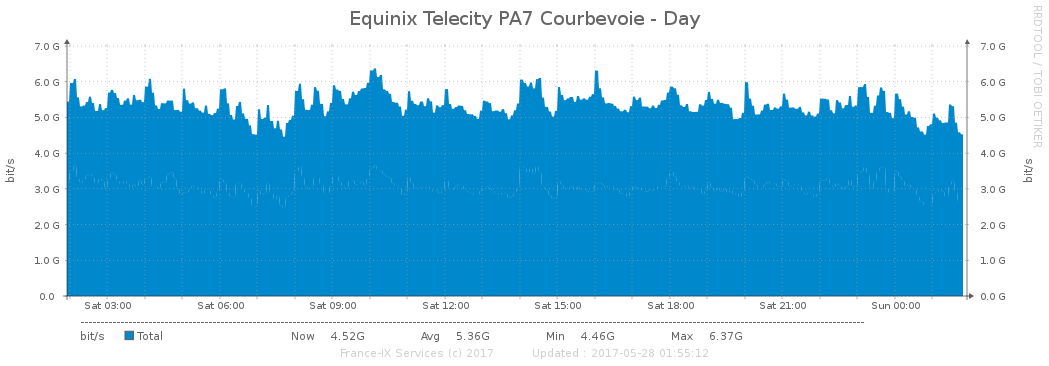 Equinix Telecity PA7 Courbevoie - Day
RRDTOOL / TOBI OETIKER
7.0 G 7.0 G
6.0 G 6.0 G
5.0 G 5.0 G
4.0 G 4.0 G
3.0 G 3.0 G
2.0 G 2.0 G
1.0 G 1.0 G
0.0 0.0 G
bit/s
bit/s
Sat 03:00 Sat 06:00 Sat 09:00 Sat 12:00 Sat 15:00 Sat 18:00 Sat 21:00 Sun 00:00
bit/s Total Now 4.52G Avg 5.36G Min 4.46G Max 6.37G
France-IX Services (c) 2017 Updated : 2017-05-28 01:55:12